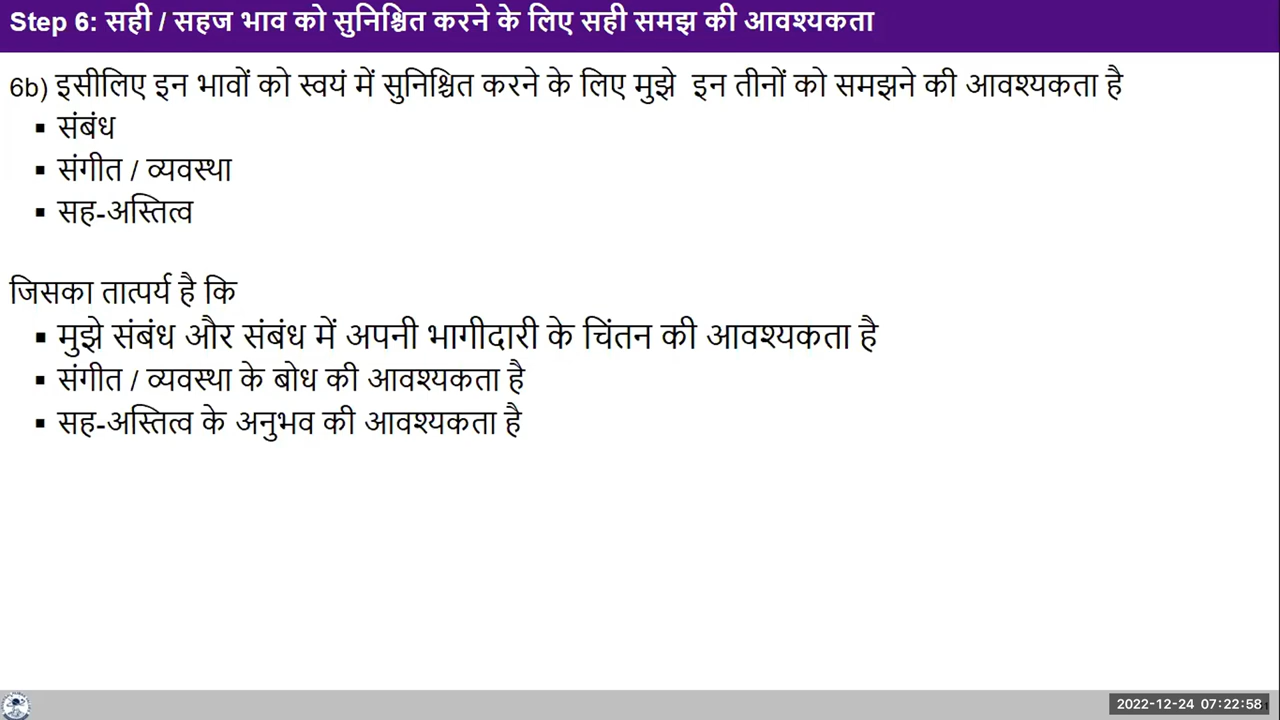 Step 6: सही / सहज भाव को सुनिश्चित करने के लिए सही समझ की आवश्यकता
6b) इसीलिए इन भावों को स्वयं में सुनिश्चित करने के लिए मुझे इन तीनों को समझने की आवश्यकता है
▪ संबंध
▪ संगीत / व्यवस्था
▪ सह-अस्तित्व
जिसका तात्पर्य है कि
▪ मुझे संबंध और संबंध में अपनी भागीदारी के चिंतन की आवश्यकता है
▪ संगीत / व्यवस्था के बोध की आवश्यकता है
▪ सह-अस्तित्व के अनुभव की आवश्यकता है
2022-12-24 07:22:58